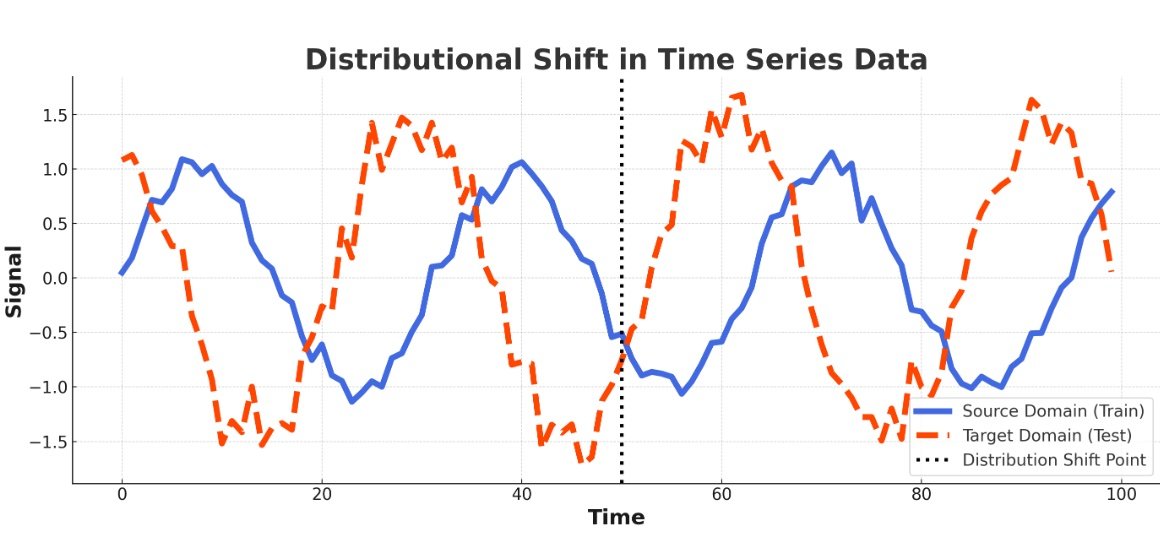 Distributional Shift in Time Series Data
Signal
1.5
1.0
0.5
0.0
−0.5
−1.0
−1.5
0
20
40
60
80
100
Time
Source Domain (Train)
Target Domain (Test)
Distribution Shift Point